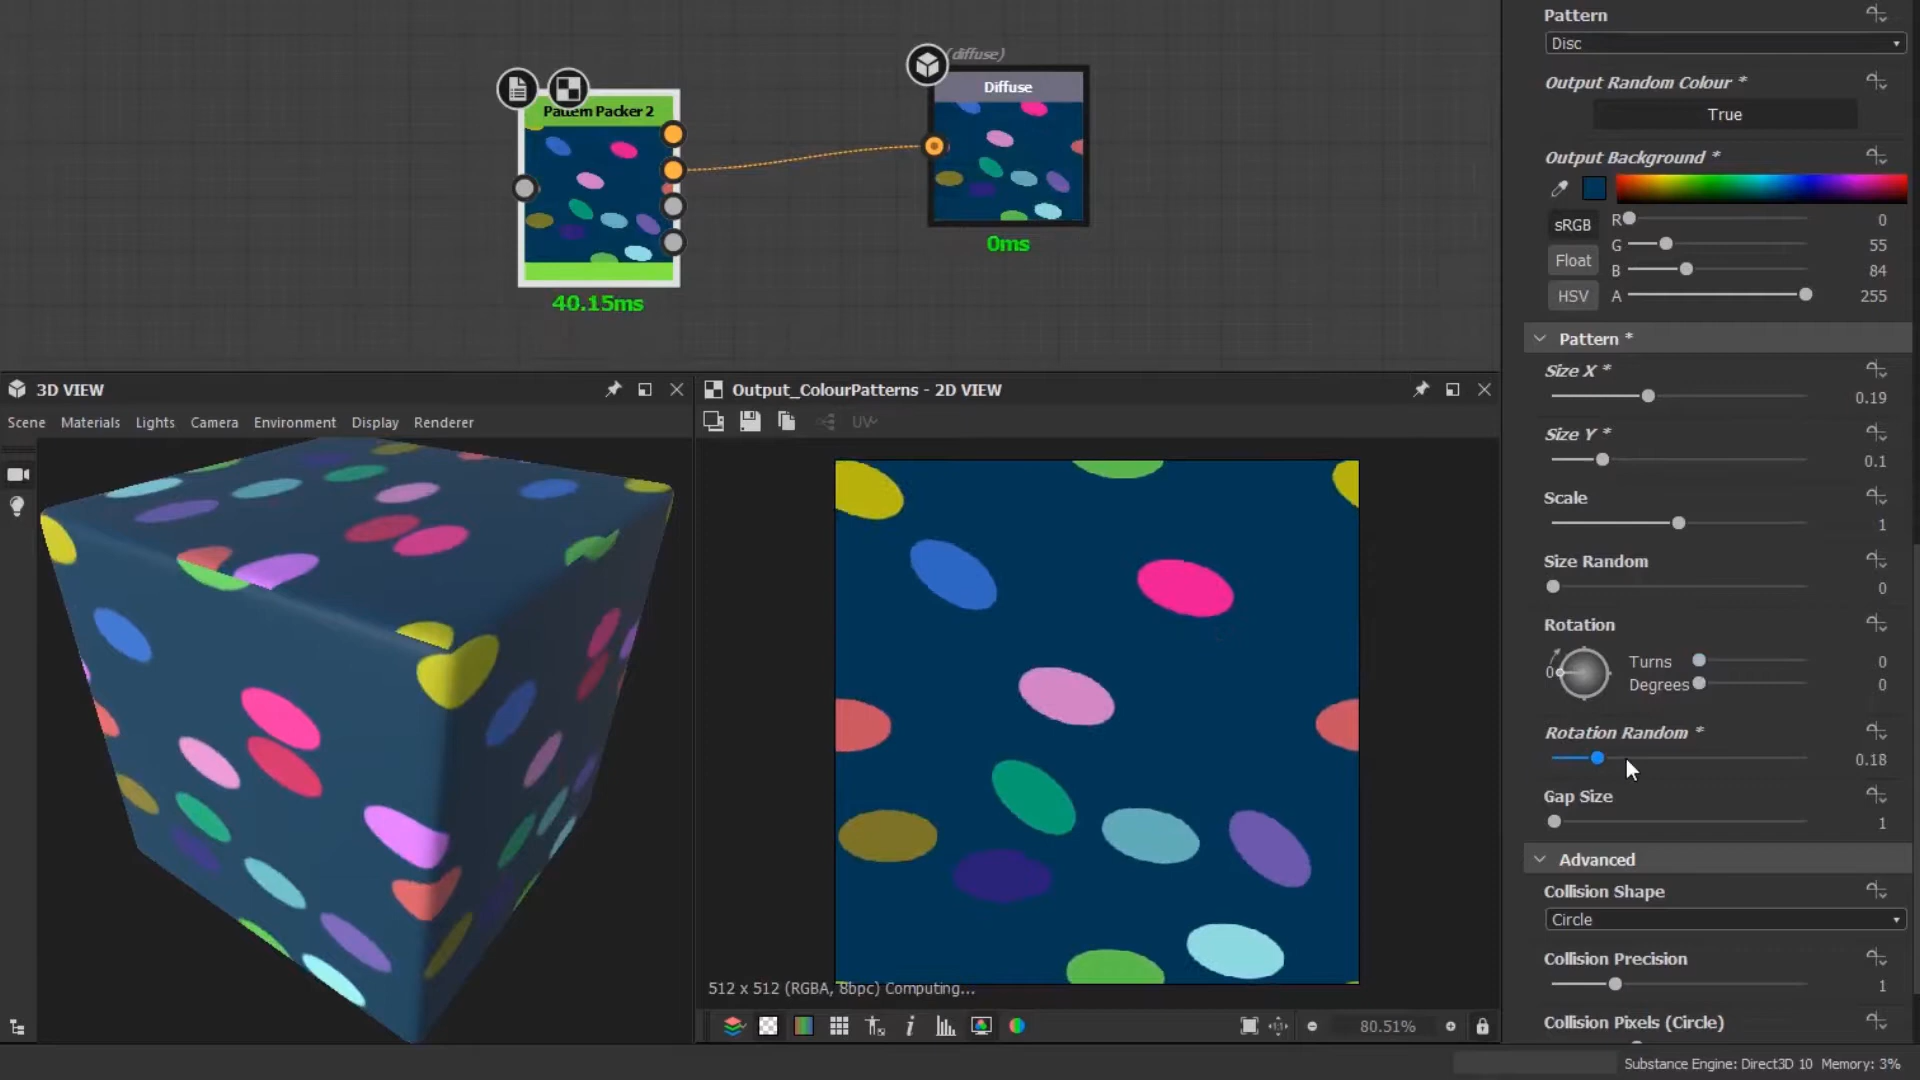 (diffuse)
Pattern Packer 2
Diffuse
40.15ms
0ms
3D VIEW
Scene Materials Lights Camera Environment Display Renderer
Output_ColourPatterns - 2D VIEW
UV
512 x 512 (RGBA, 8bpc) Computing...
1:1
80.51%
Pattern
Disc
Output Random Colour *
True
Output Background *
sRGB
Float
HSV
R 0
G 55
B 84
A 255
Pattern *
Size X *
0.19
Size Y *
0.1
Scale
1
Size Random
0
Rotation
0
Turns 0
Degrees 0
Rotation Random *
0.18
Gap Size
1
Advanced
Collision Shape
Circle
Collision Precision
1
Collision Pixels (Circle)
Substance Engine: Direct3D 10 Memory: 3%